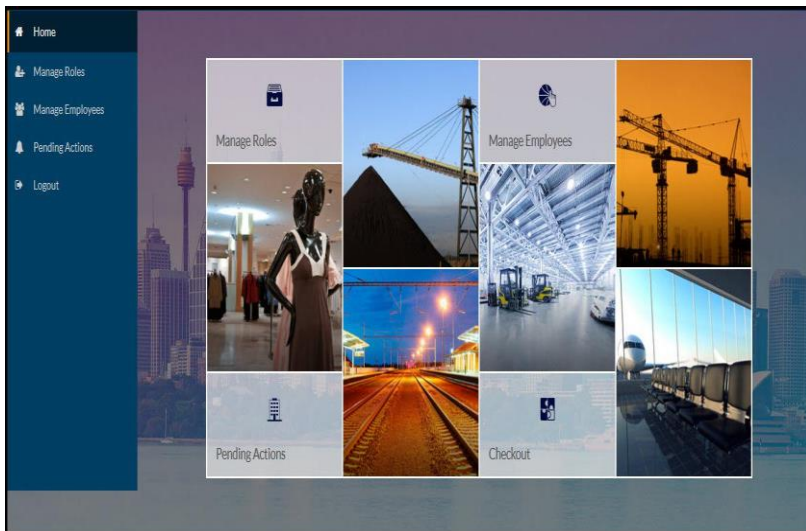 Home
Manage Roles
Manage Employees
Pending Actions
Logout
Manage Roles
Manage Employees
Pending Actions
Checkout